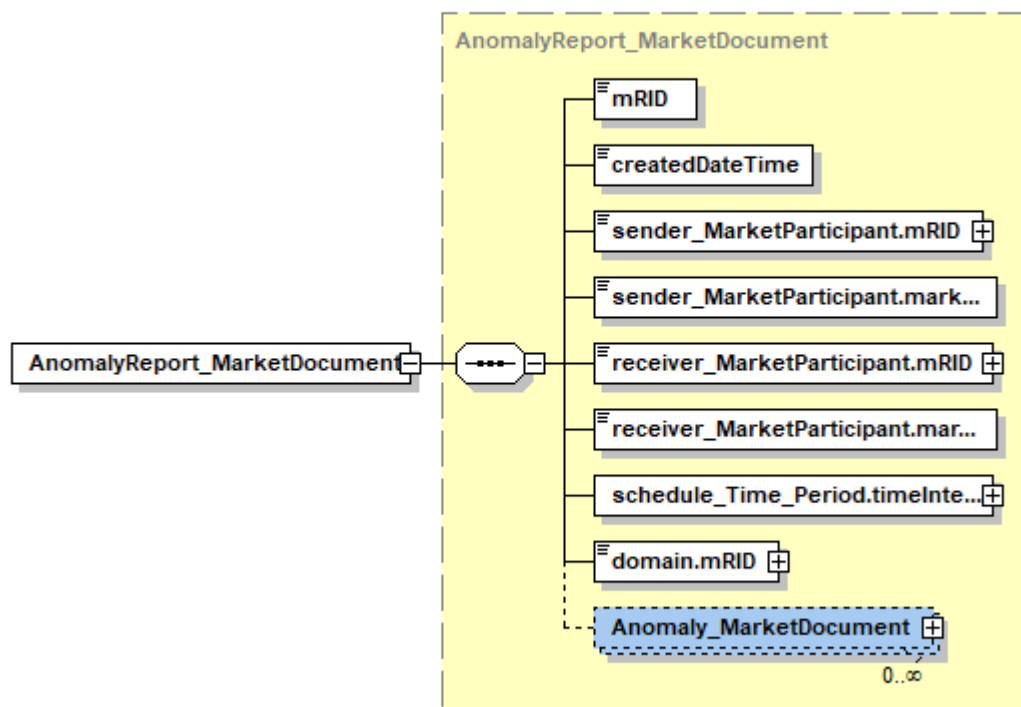 AnomalyReport_MarketDocument
mRID
createdDateTime
sender_MarketParticipant.mRID
sender_MarketParticipant.mark...
AnomalyReport_MarketDocument
receiver_MarketParticipant.mRID
receiver_MarketParticipant.mar...
schedule_Time_Period.timeInte...
domain.mRID
Anomaly_MarketDocument
0..∞